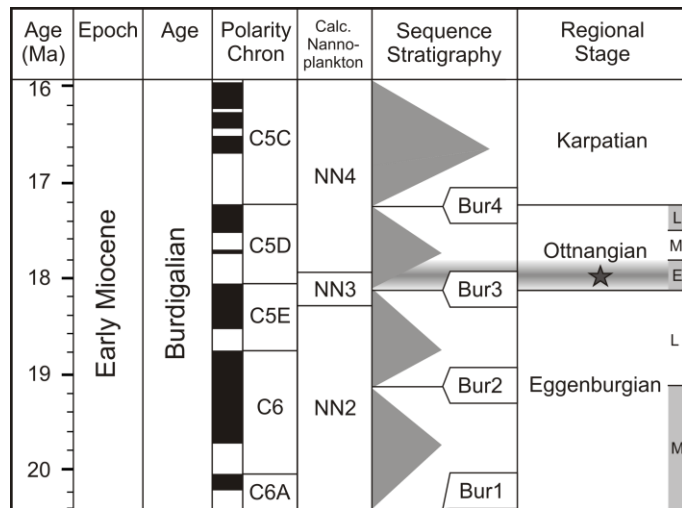 Age
(Ma)
Epoch
Age
Polarity
Chron
Calc.
Nanno-
plankton
Sequence
Stratigraphy
Regional
Stage
16
17
18
19
20
Early Miocene
Burdigalian
C5C
C5D
C5E
C6
C6A
NN4
NN3
NN2
Bur4
Bur3
Bur2
Bur1
Karpatian
Ottnangian
Eggenburgian
L
M
E
L
M